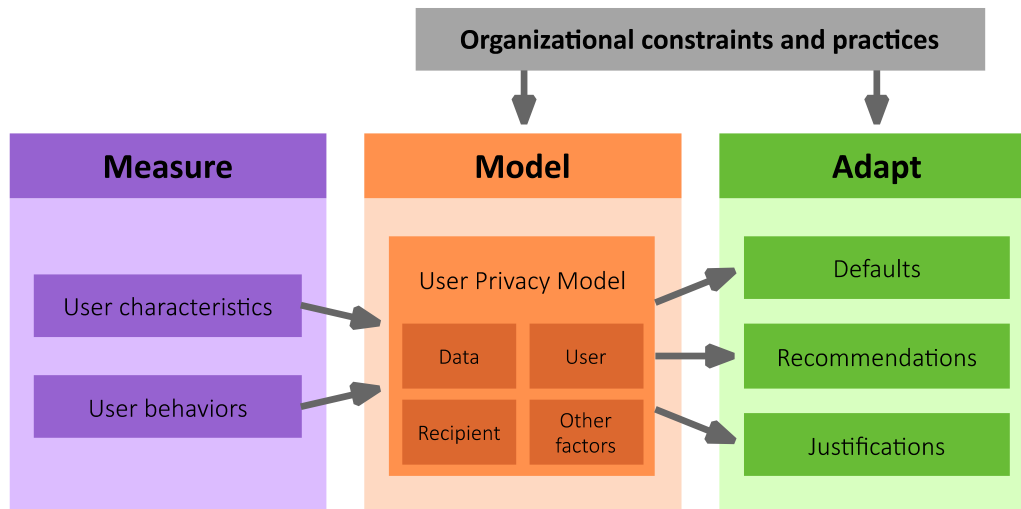 Organizational constraints and practices
Measure
User characteristics
User behaviors
Model
User Privacy Model
Data
User
Recipient
Other
factors
Adapt
Defaults
Recommendations
Justifications